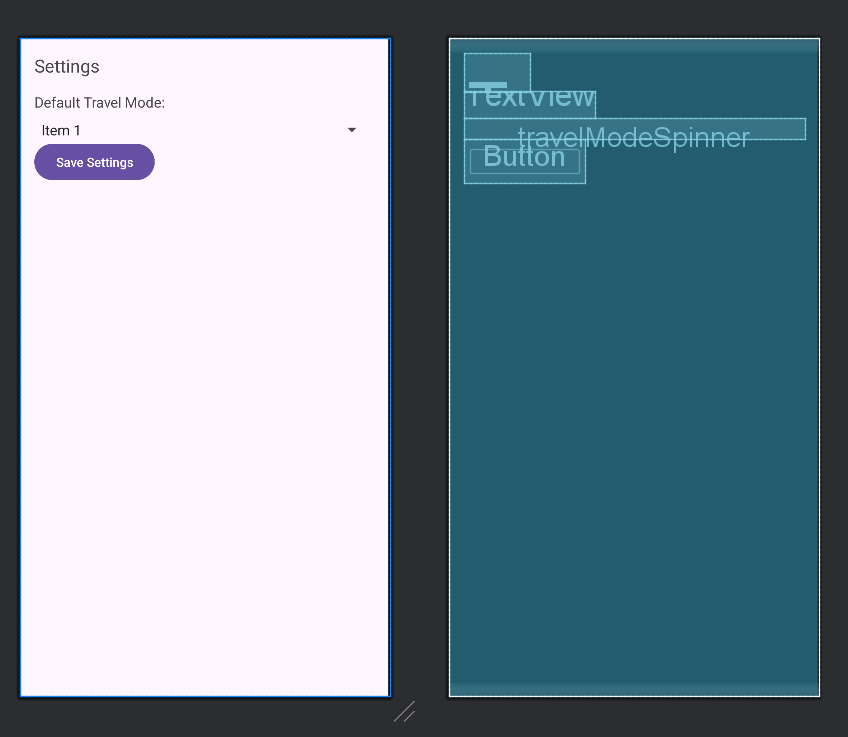 Settings
Default Travel Mode:
Item 1
Save Settings
TextView
travelModeSpinner
Button